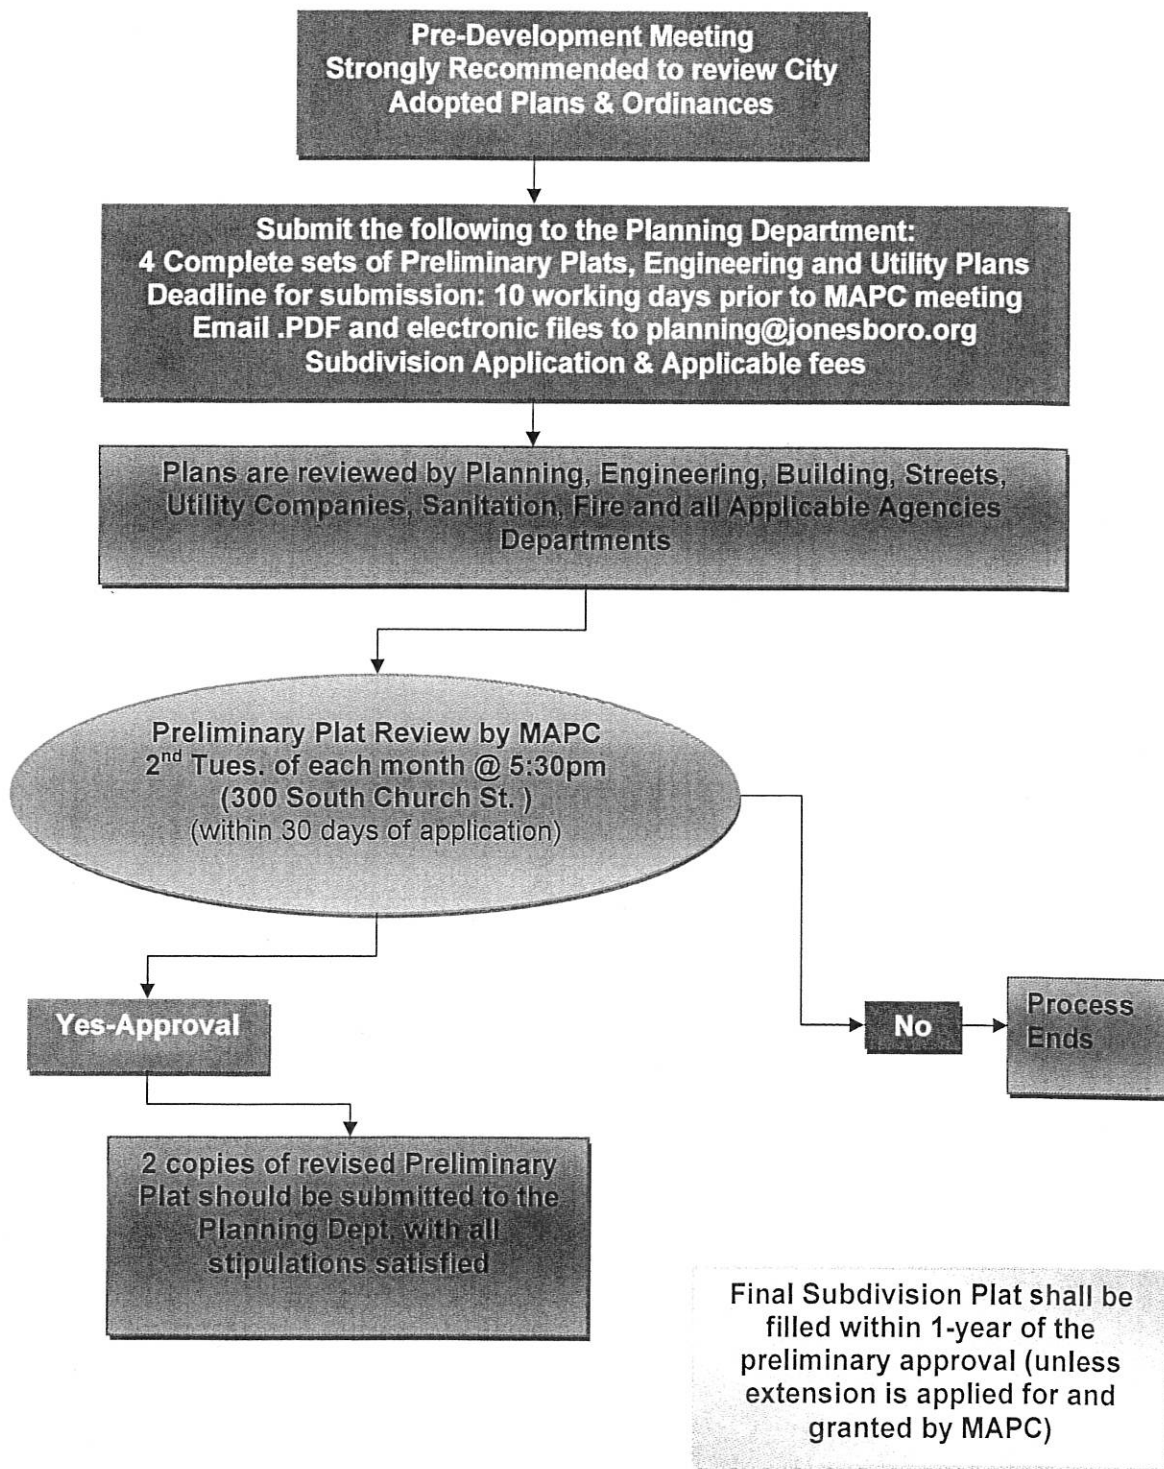 Pre-Development Meeting
Strongly Recommended to review City
Adopted Plans & Ordinances
Submit the following to the Planning Department:
4 Complete sets of Preliminary Plats, Engineering and Utility Plans
Deadline for submission: 10 working days prior to MAPC meeting
Email .PDF and electronic files to planning@jonesboro.org
Subdivision Application & Applicable fees
Plans are reviewed by Planning, Engineering, Building, Streets,
Utility Companies, Sanitation, Fire and all Applicable Agencies
Departments
Preliminary Plat Review by MAPC
2nd Tues. of each month @ 5:30pm
(300 South Church St. )
(within 30 days of application)
Yes-Approval
No
Process
Ends
2 copies of revised Preliminary
Plat should be submitted to the
Planning Dept. with all
stipulations satisfied
Final Subdivision Plat shall be
filled within 1-year of the
preliminary approval (unless
extension is applied for and
granted by MAPC)